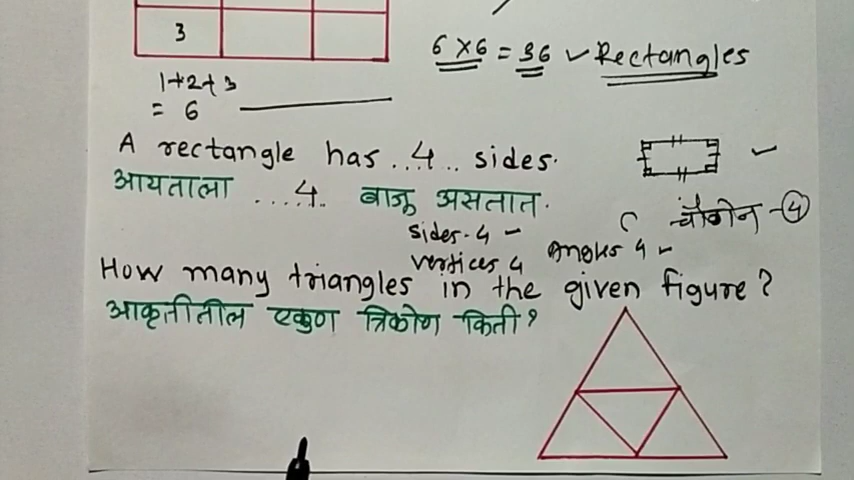 3
6 × 6 = 36 ✓ Rectangles
1+2+3
= 6
A rectangle has ...4.. sides.
आयताला ....4.. बाजू असतात.
चौकोन - 4
sides - 4
vertices 4 Angles 4
How many triangles in the given figure?
आकृतीतील एकुण त्रिकोण किती?